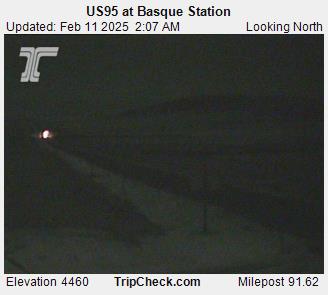 US95 at Basque Station
Updated: Feb 11 2025 2:07 AM Looking North
Elevation 4460 TripCheck.com Milepost 91.62